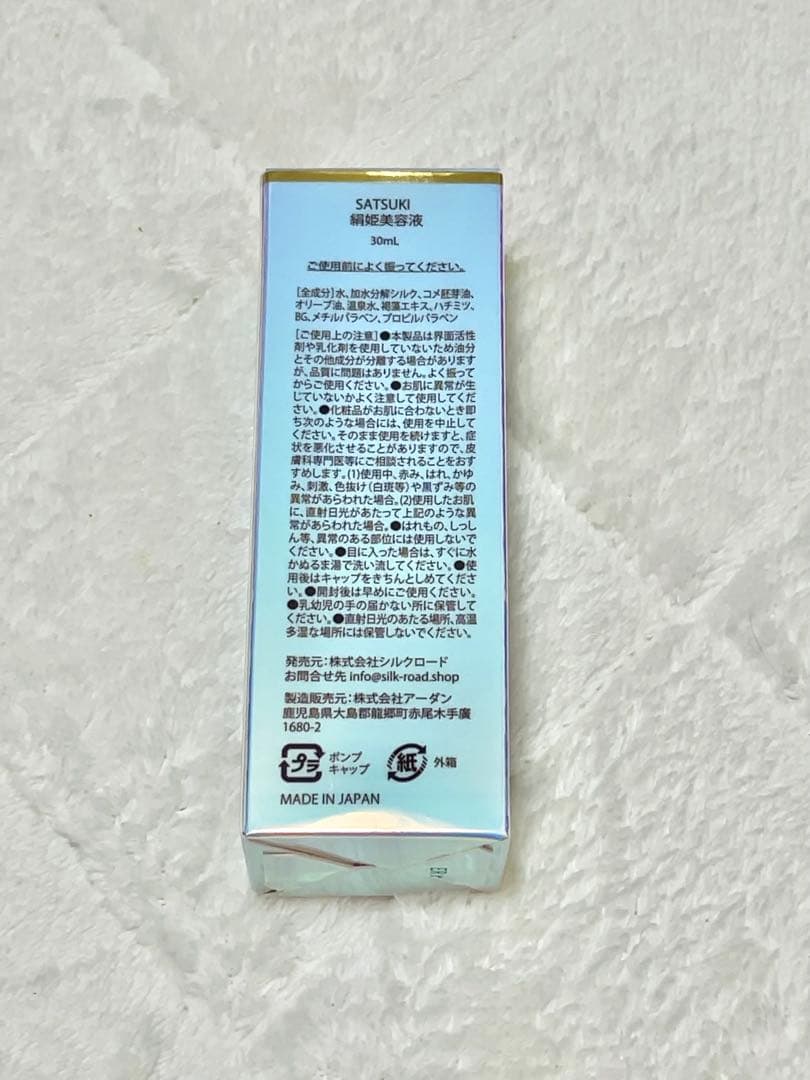 SATSUKI
絹姫美容液
30mL
ご使用前によく振ってください。
[全成分]水、加水分解シルク、コメ胚芽油、
オリーブ油、温泉水、褐藻エキス、ハチミツ、
BG、メチルパラベン、プロピルパラベン
[ご使用上の注意]●本製品は界面活性
剤や乳化剤を使用していないため油分
とその他成分が分離する場合があります
が、品質に問題はありません。よく振って
からご使用ください。●お肌に異常が生
じていないかよく注意して使用してくだ
さい。●化粧品がお肌に合わないとき即
ち次のような場合には、使用を中止して
ください。そのまま使用を続けますと、症
状を悪化させることがありますので、皮
膚科専門医等にご相談されることをおす
すめします。(1)使用中、赤み、はれ、かゆ
み、刺激、色抜け(白斑等)や黒ずみ等の
異常があらわれた場合。(2)使用したお肌
に、直射日光があたって上記のような異
常があらわれた場合。●はれもの、しっし
ん等、異常のある部位には使用しないで
ください。●目に入った場合は、すぐに水
かぬるま湯で洗い流してください。●使
用後はキャップをきちんとしめてくださ
い。●開封後は早めにご使用ください。
●乳幼児の手の届かない所に保管して
ください。●直射日光のあたる場所、高温
多湿な場所には保管しないでください。
発売元:株式会社シルクロード
お問合せ先 info@silk-road.shop
製造販売元:株式会社アーダン
鹿児島県大島郡龍郷町赤尾木手廣
1680-2
プラ ポンプ キャップ 紙 外箱
MADE IN JAPAN